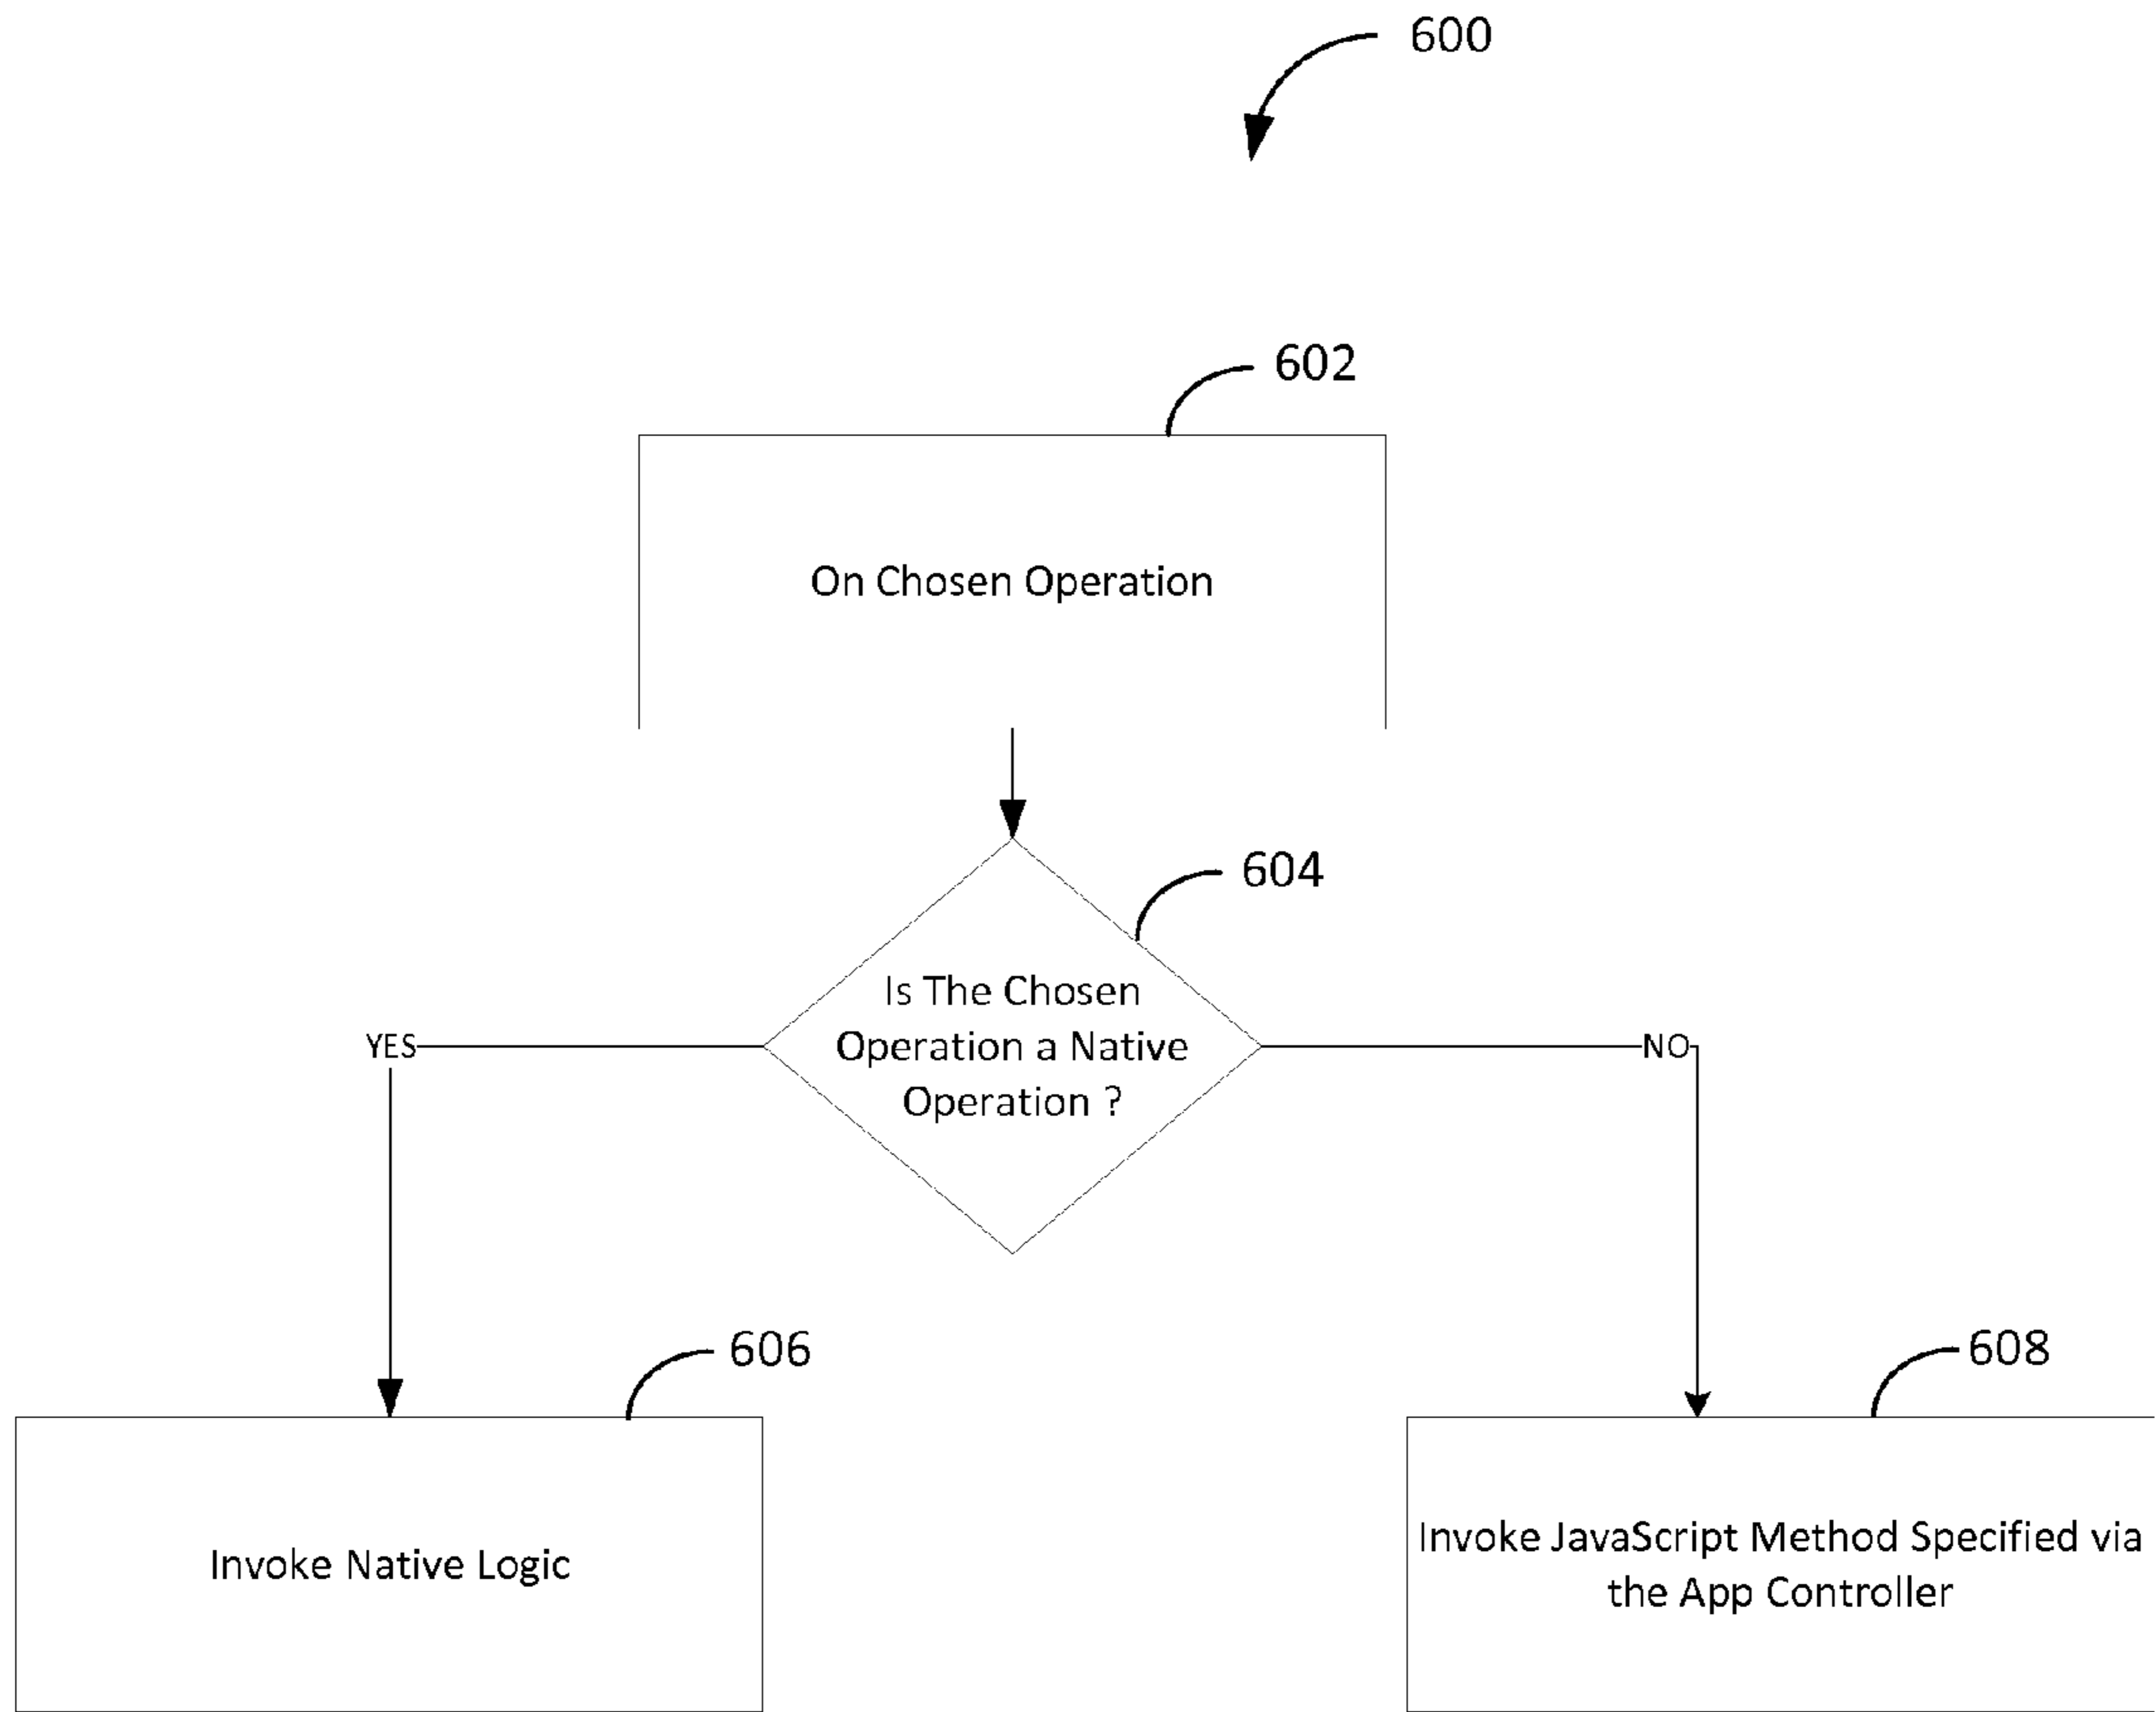 600
602
On Chosen Operation
604
Is The Chosen
Operation a Native
Operation ?
YES
NO
606
608
Invoke Native Logic
Invoke JavaScript Method Specified via
the App Controller